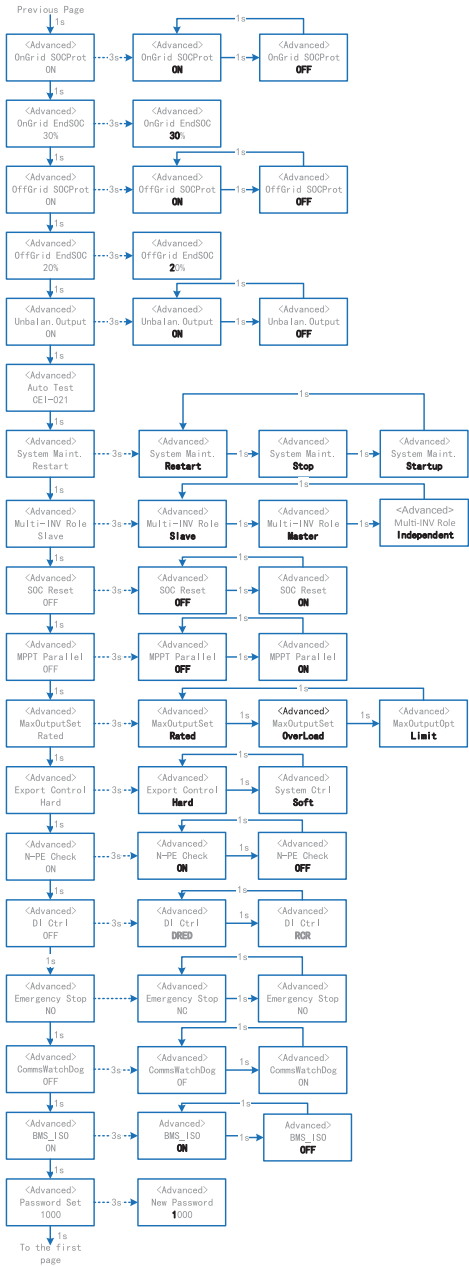 Previous Page
1s
1s
<Advanced>
OnGrid SOCProt
ON
3s
<Advanced>
OnGrid SOCProt
ON
1s
<Advanced>
OnGrid SOCProt
OFF
1s
<Advanced>
OnGrid EndSOC
30%
3s
<Advanced>
OnGrid EndSOC
30%
1s
1s
<Advanced>
OffGrid SOCProt
ON
3s
<Advanced>
OffGrid SOCProt
ON
1s
<Advanced>
OffGrid SOCProt
OFF
1s
<Advanced>
OffGrid EndSOC
20%
3s
<Advanced>
OffGrid EndSOC
20%
1s
1s
<Advanced>
Unbalan.Output
ON
3s
<Advanced>
Unbalan.Output
ON
1s
<Advanced>
Unbalan.Output
OFF
1s
<Advanced>
Auto Test
CEI-021
1s
1s
<Advanced>
System Maint.
Restart
3s
<Advanced>
System Maint.
Restart
1s
<Advanced>
System Maint.
Stop
1s
<Advanced>
System Maint.
Startup
1s
1s
<Advanced>
Multi-INV Role
Slave
3s
<Advanced>
Multi-INV Role
Slave
1s
<Advanced>
Multi-INV Role
Master
1s
<Advanced>
Multi-INV Role
Independent
1s
1s
<Advanced>
SOC Reset
OFF
3s
<Advanced>
SOC Reset
OFF
1s
<Advanced>
SOC Reset
ON
1s
1s
<Advanced>
MPPT Parallel
OFF
3s
<Advanced>
MPPT Parallel
OFF
1s
<Advanced>
MPPT Parallel
ON
1s
1s
<Advanced>
MaxOutputSet
Rated
3s
<Advanced>
MaxOutputSet
Rated
1s
<Advanced>
MaxOutputSet
OverLoad
1s
<Advanced>
MaxOutputOpt
Limit
1s
1s
<Advanced>
Export Control
Hard
3s
<Advanced>
Export Control
Hard
1s
<Advanced>
System Ctrl
Soft
1s
1s
<Advanced>
N-PE Check
ON
3s
<Advanced>
N-PE Check
ON
1s
<Advanced>
N-PE Check
OFF
1s
1s
<Advanced>
DI Ctrl
OFF
3s
<Advanced>
DI Ctrl
DRED
1s
<Advanced>
DI Ctrl
RCR
1s
1s
<Advanced>
Emergency Stop
NO
<Advanced>
Emergency Stop
NC
1s
<Advanced>
Emergency Stop
NO
1s
1s
<Advanced>
CommsWatchDog
OFF
3s
<Advanced>
CommsWatchDog
OF
1s
<Advanced>
CommsWatchDog
ON
1s
1s
<Advanced>
BMS_ISO
ON
3s
Advanced>
BMS_ISO
ON
1s
Advanced>
BMS_ISO
OFF
1s
<Advanced>
Password Set
1000
3s
<Advanced>
New Password
1000
1s
To the first
page